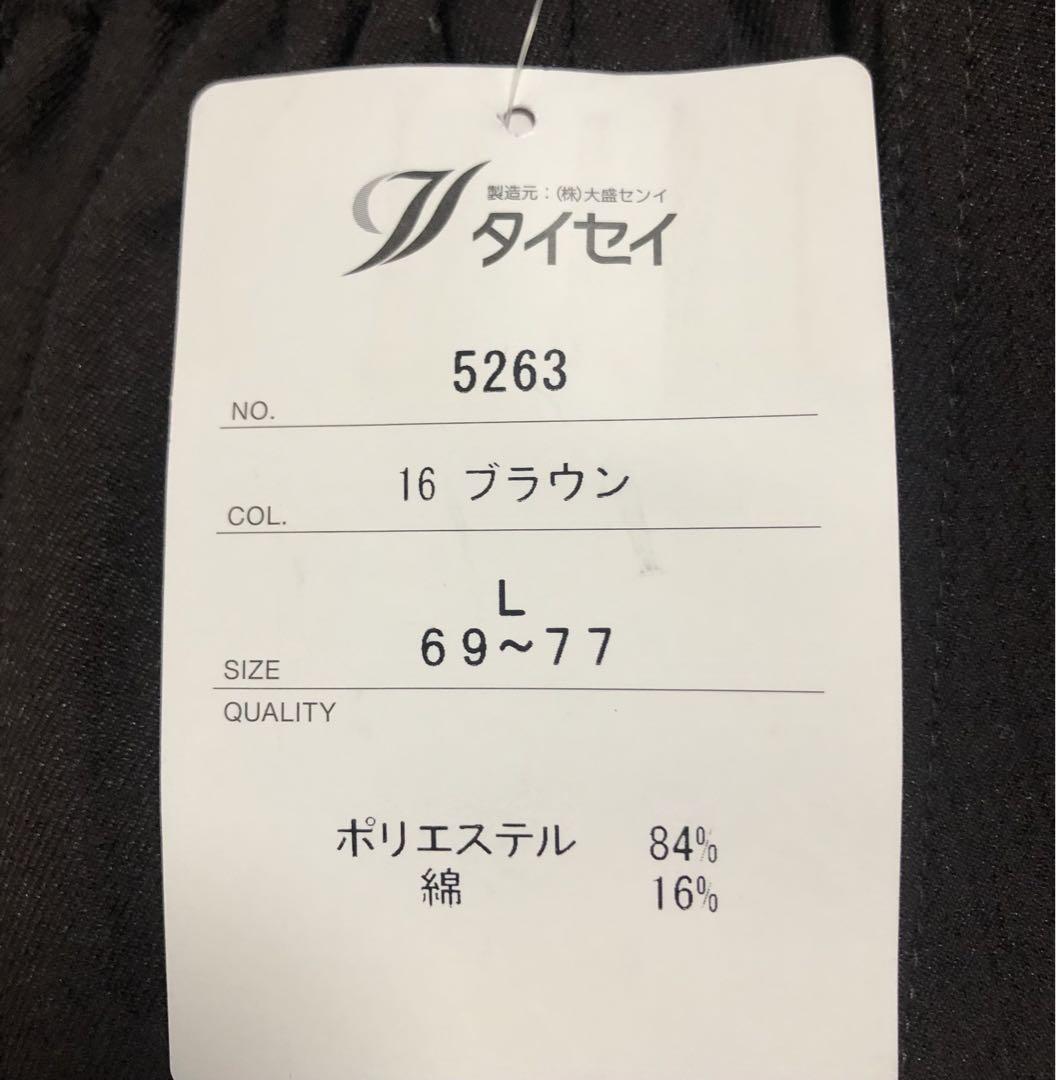 製造元：(株)大盛センイ
タイセイ
NO. 5263
COL. 16 ブラウン
L
SIZE 69~77
QUALITY
ポリエステル 84%
綿 16%